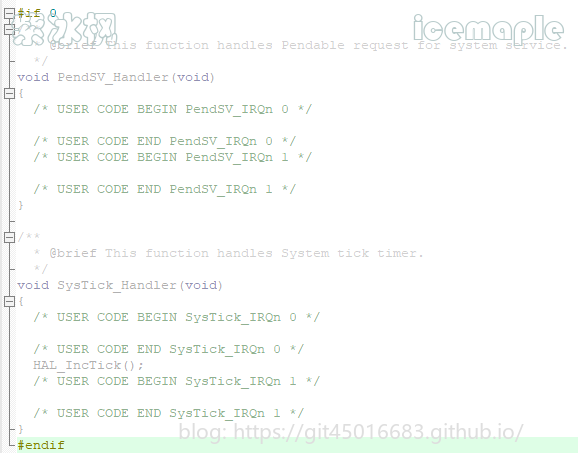 #if 0
icemaple
@brief This function handles Pendable request for system service.
*/
void PendSV_Handler(void)
{
/* USER CODE BEGIN PendSV_IRQn 0 */
/* USER CODE END PendSV_IRQn 0 */
/* USER CODE BEGIN PendSV_IRQn 1 */
/* USER CODE END PendSV_IRQn 1 */
}
/**
* @brief This function handles System tick timer.
*/
void SysTick_Handler(void)
{
/* USER CODE BEGIN SysTick_IRQn 0 */
/* USER CODE END SysTick_IRQn 0 */
HAL_IncTick();
/* USER CODE BEGIN SysTick_IRQn 1 */
/* USER CODE END SysTick_IRQn 1 */
}
#endif
blog: https://git45016683.github.io/